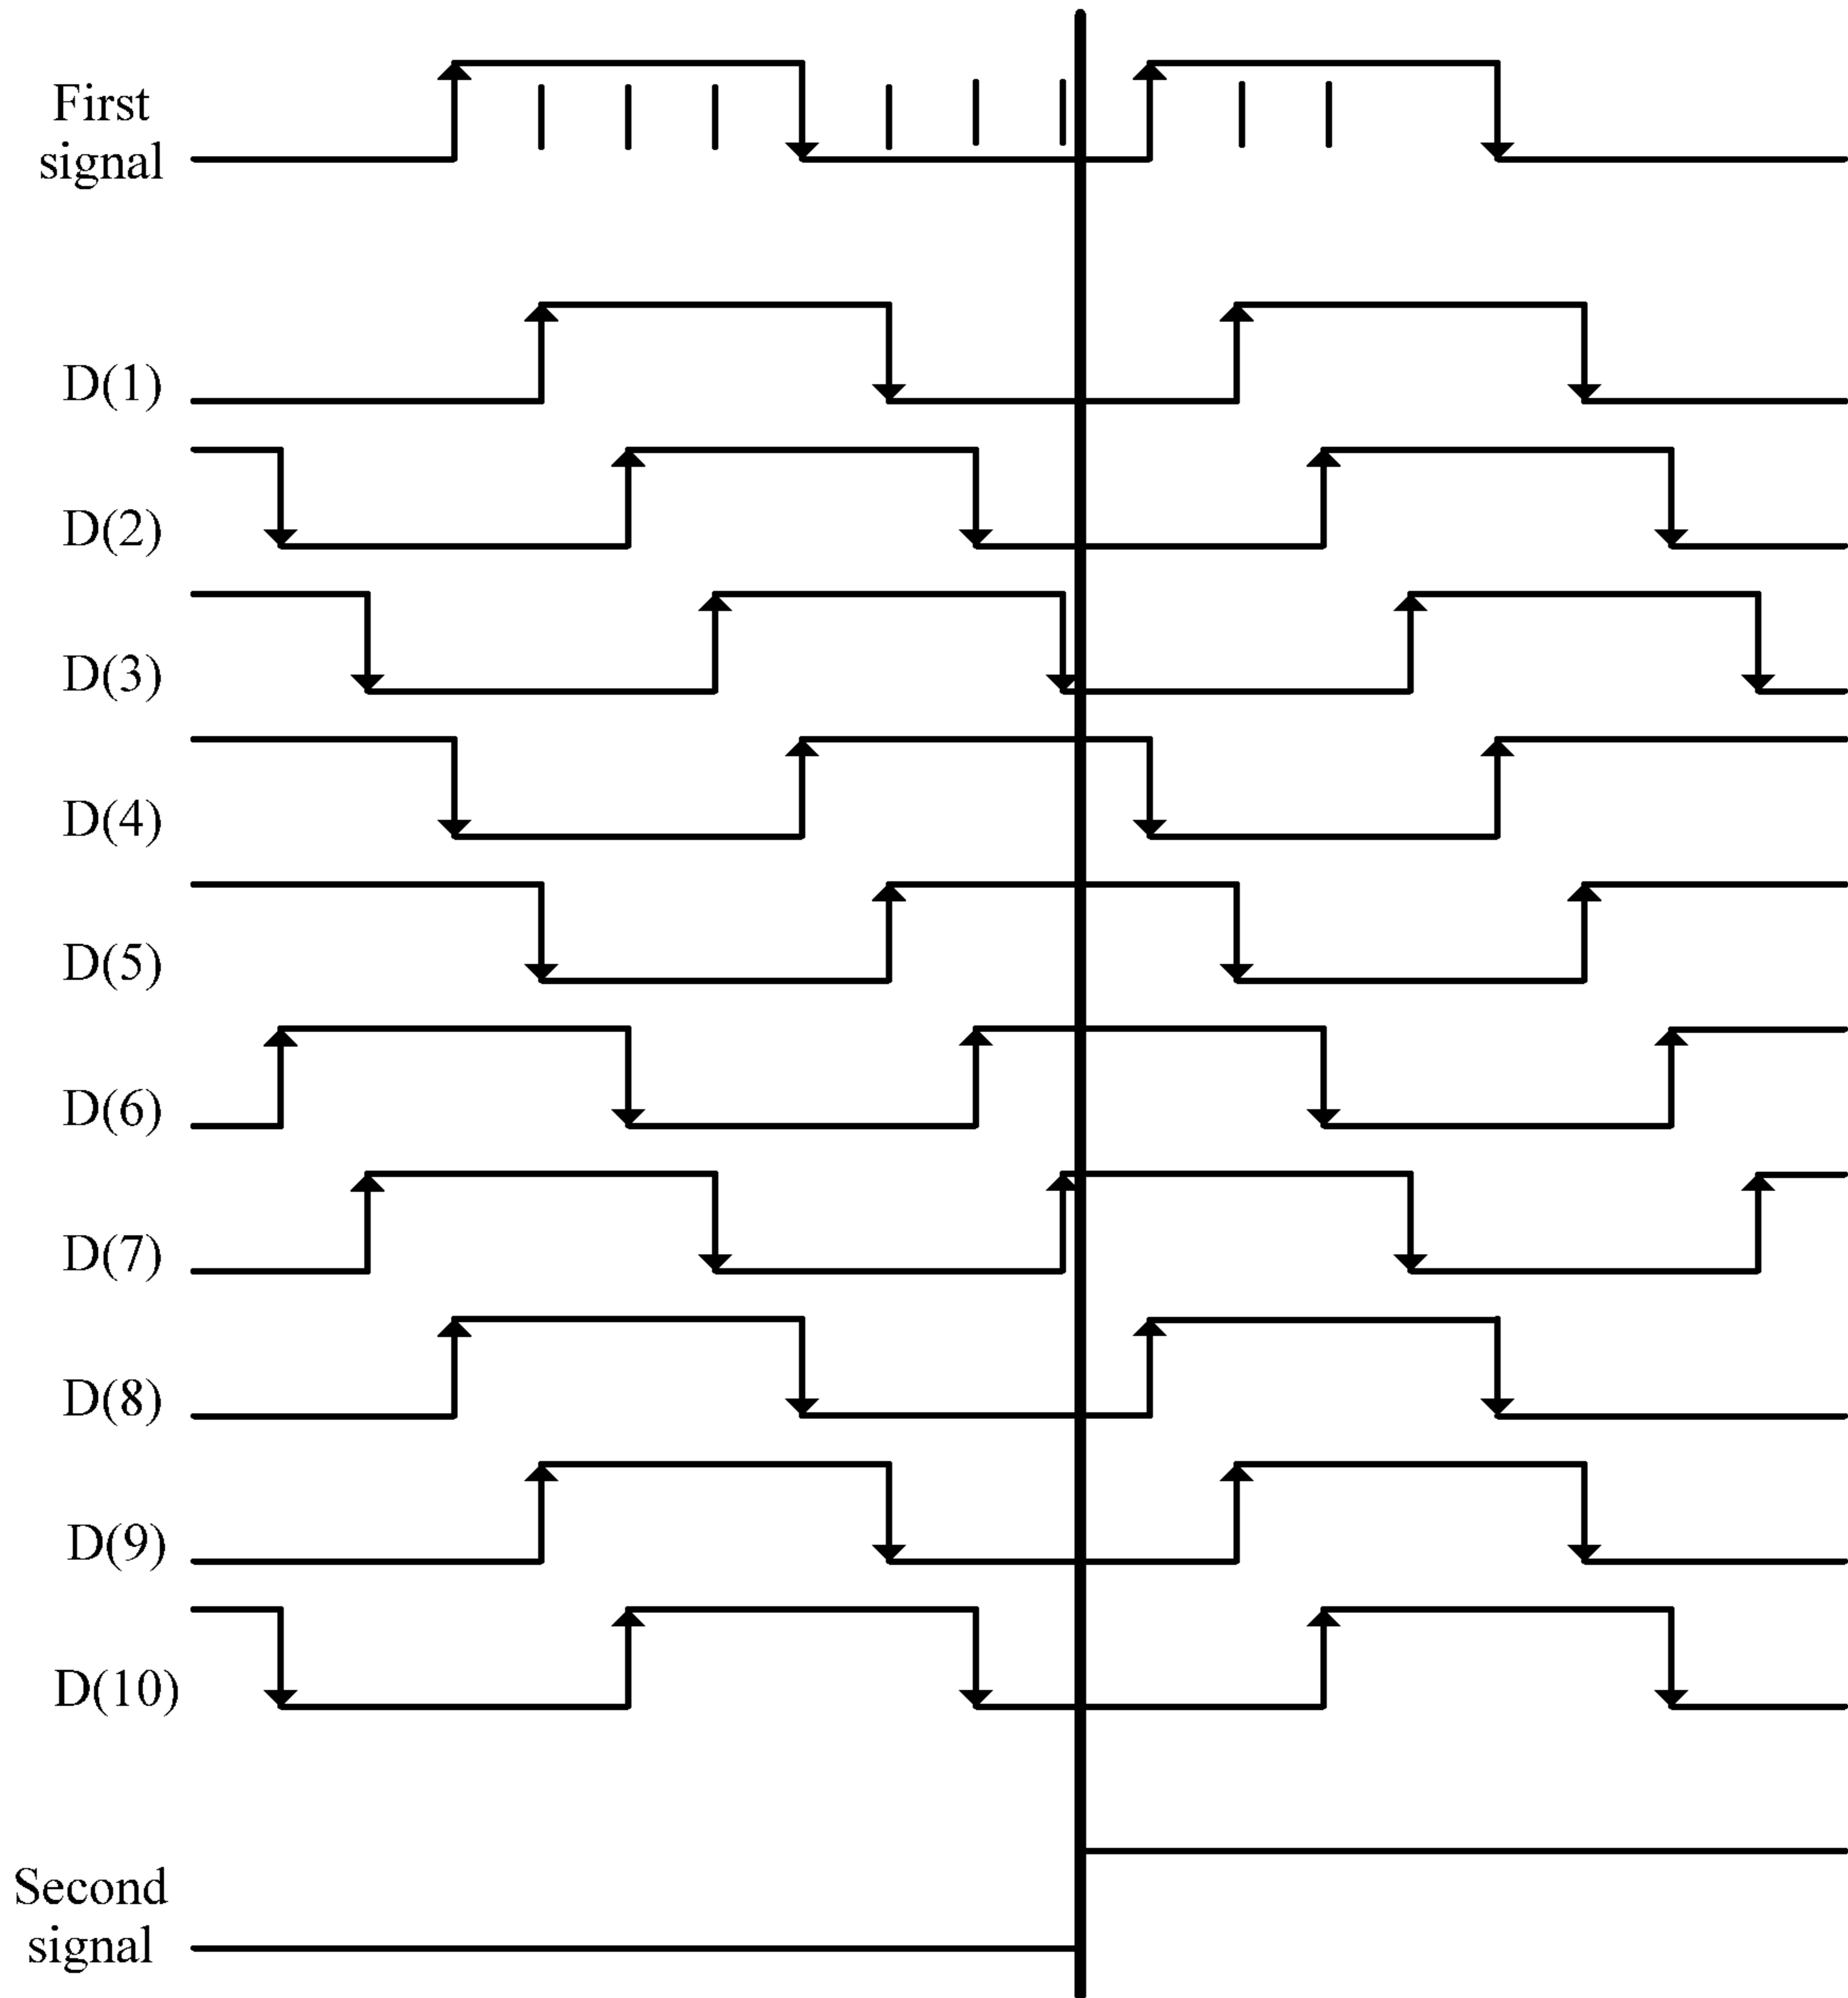 First
signal
D(1)
D(2)
D(3)
D(4)
D(5)
D(6)
D(7)
D(8)
D(9)
D(10)
Second
signal